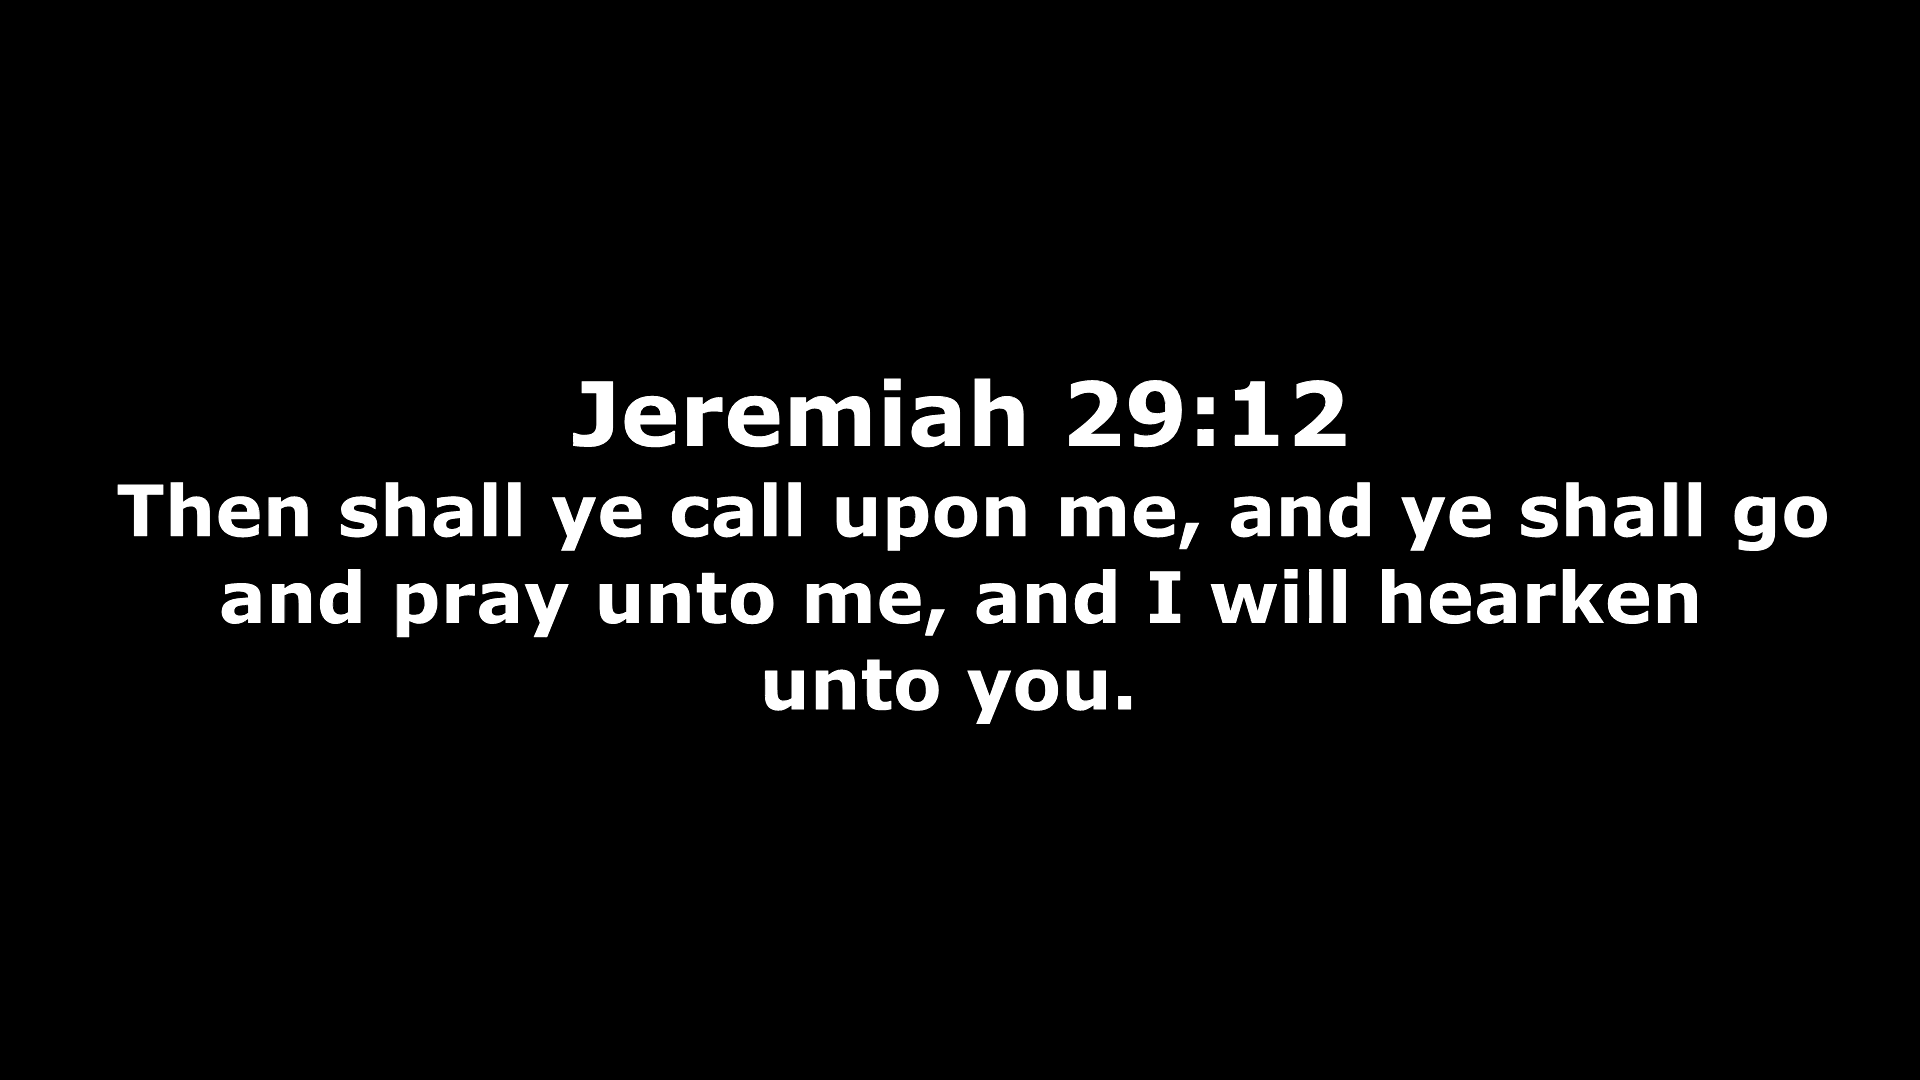 Jeremiah 29:12
Then shall ye call upon me, and ye shall go
and pray unto me, and I will hearken
unto you.